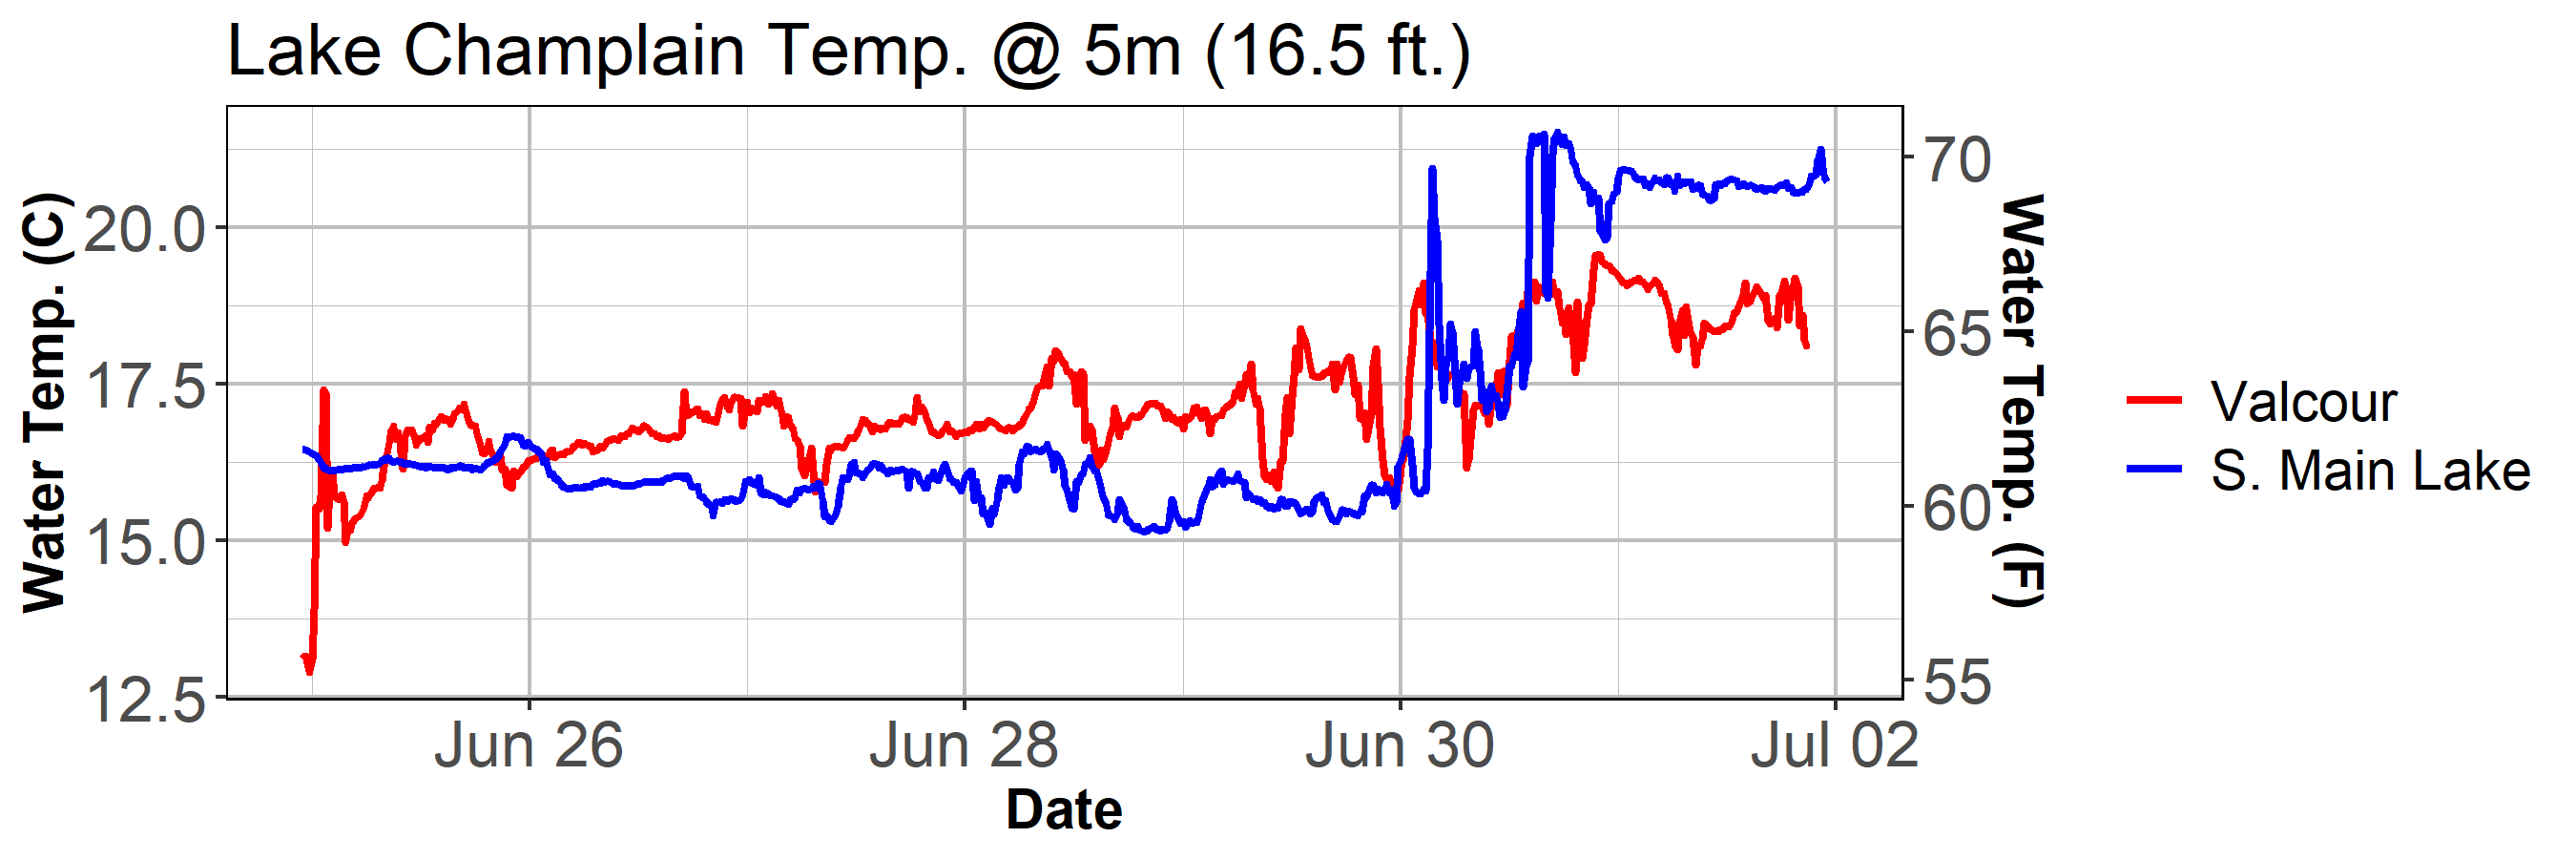 Lake Champlain Temp. @ 5m (16.5 ft.)
Water Temp. (C)
20.0
17.5
15.0
12.5
70
65
60
55
Water Temp. (F)
Jun 26
Jun 28
Jun 30
Jul 02
Date
Valcour
S. Main Lake